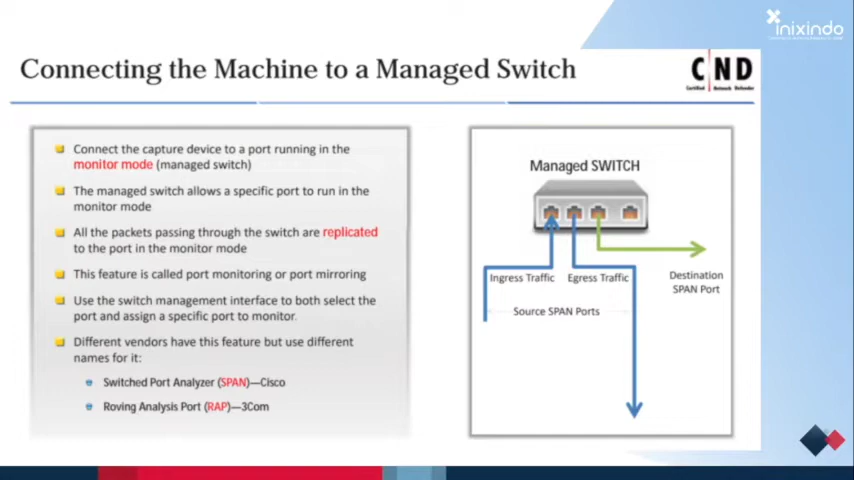 inixindo
Connecting the Machine to a Managed Switch
C|ND
Certified Network Defender
Connect the capture device to a port running in the
monitor mode (managed switch)
The managed switch allows a specific port to run in the
monitor mode
All the packets passing through the switch are replicated
to the port in the monitor mode
This feature is called port monitoring or port mirroring
Use the switch management interface to both select the
port and assign a specific port to monitor.
Different vendors have this feature but use different
names for it:
Switched Port Analyzer (SPAN)—Cisco
Roving Analysis Port (RAP)—3Com
Managed SWITCH
Ingress Traffic
Egress Traffic
Destination
SPAN Port
Source SPAN Ports